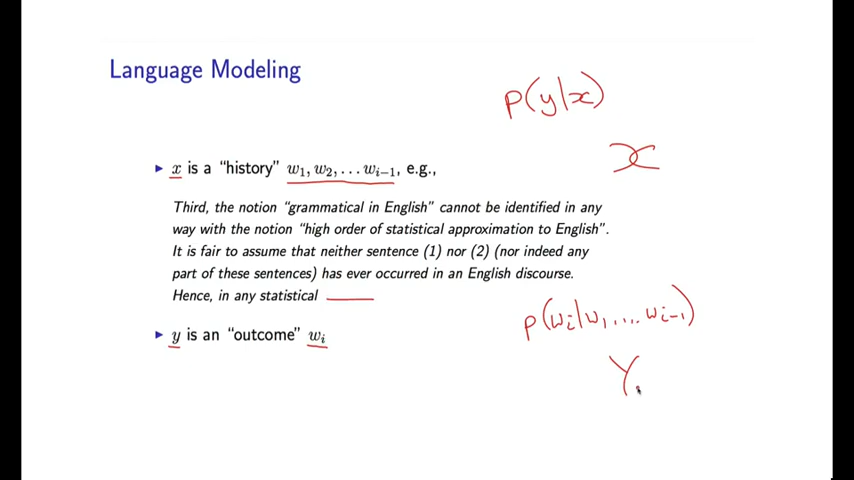 Language Modeling
p(y|x)
x
▶ x is a “history” w₁, w₂, … wᵢ₋₁, e.g.,
Third, the notion “grammatical in English” cannot be identified in any
way with the notion “high order of statistical approximation to English”.
It is fair to assume that neither sentence (1) nor (2) (nor indeed any
part of these sentences) has ever occurred in an English discourse.
Hence, in any statistical
p(wᵢ|w₁, … wᵢ₋₁)
▶ y is an “outcome” wᵢ
Y